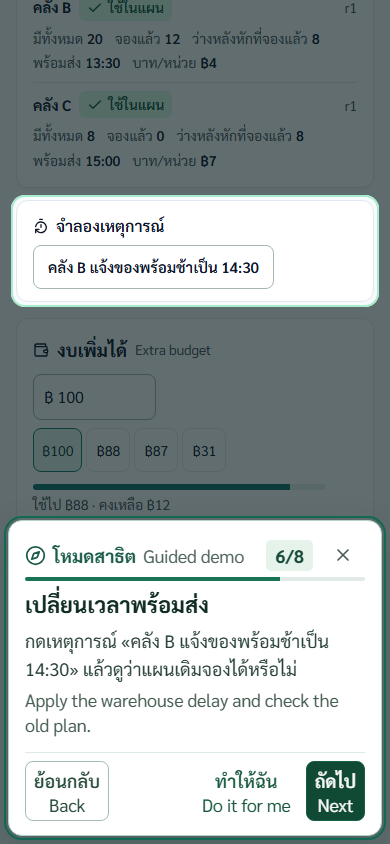 คลัง B ใช้ในแผน r1
มีทั้งหมด 20 จองแล้ว 12 ว่างหลังหักที่จองแล้ว 8
พร้อมส่ง 13:30 บาท/หน่วย ฿4
คลัง C ใช้ในแผน r1
มีทั้งหมด 8 จองแล้ว 0 ว่างหลังหักที่จองแล้ว 8
พร้อมส่ง 15:00 บาท/หน่วย ฿7
จำลองเหตุการณ์
คลัง B แจ้งของพร้อมช้าเป็น 14:30
งบเพิ่มได้ Extra budget
฿ 100
฿100 ฿88 ฿87 ฿31
ใช้ไป ฿88 · คงเหลือ ฿12
โหมดสาธิต Guided demo 6/8
เปลี่ยนเวลาพร้อมส่ง
กดเหตุการณ์ «คลัง B แจ้งของพร้อมช้าเป็น
14:30» แล้วดูว่าแผนเดิมจองได้หรือไม่
Apply the warehouse delay and check the
old plan.
ย้อนกลับ ทำให้ฉัน ถัดไป
Back Do it for me Next